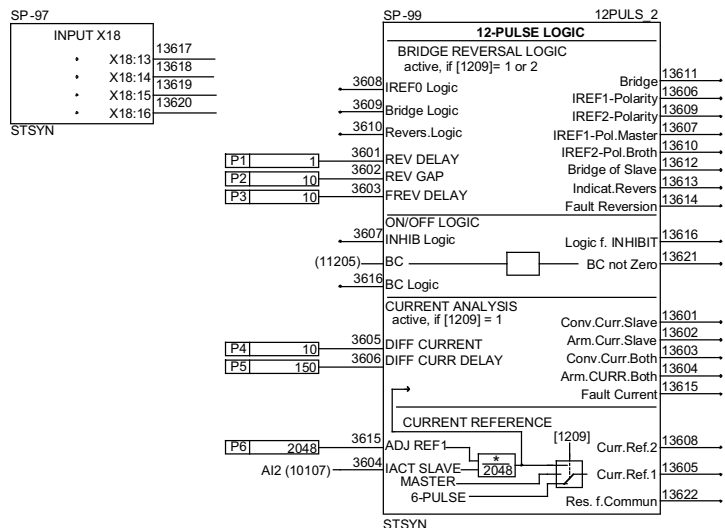 SP-97
INPUT X18
X18:13 13617
X18:14 13618
X18:15 13619
X18:16 13620
STSYN
SP-99 12PULS_2
12-PULSE LOGIC
BRIDGE REVERSAL LOGIC
active, if [1209]= 1 or 2
3608 IREF0 Logic
3609 Bridge Logic
3610 Revers.Logic
P1 1 3601 REV DELAY
P2 10 3602 REV GAP
P3 10 3603 FREV DELAY
Bridge 13611
IREF1-Polarity 13606
IREF2-Polarity 13609
IREF1-Pol.Master 13607
IREF2-Pol.Broth 13610
Bridge of Slave 13612
Indicat.Revers 13613
Fault Reversion 13614
ON/OFF LOGIC
3607 INHIB Logic
Logic f. INHIBIT 13616
(11205) BC
BC not Zero 13621
3616 BC Logic
CURRENT ANALYSIS
active, if [1209] = 1
P4 10 3605 DIFF CURRENT
P5 150 3606 DIFF CURR DELAY
Conv.Curr.Slave 13601
Arm.Curr.Slave 13602
Conv.Curr.Both 13603
Arm.CURR.Both 13604
Fault Current 13615
CURRENT REFERENCE
[1209]
P6 2048 3615 ADJ REF1
AI2 (10107) 3604 IACT SLAVE
*
2048
MASTER
6-PULSE
Curr.Ref.2 13608
Curr.Ref.1 13605
Res. f.Commun 13622
STSYN